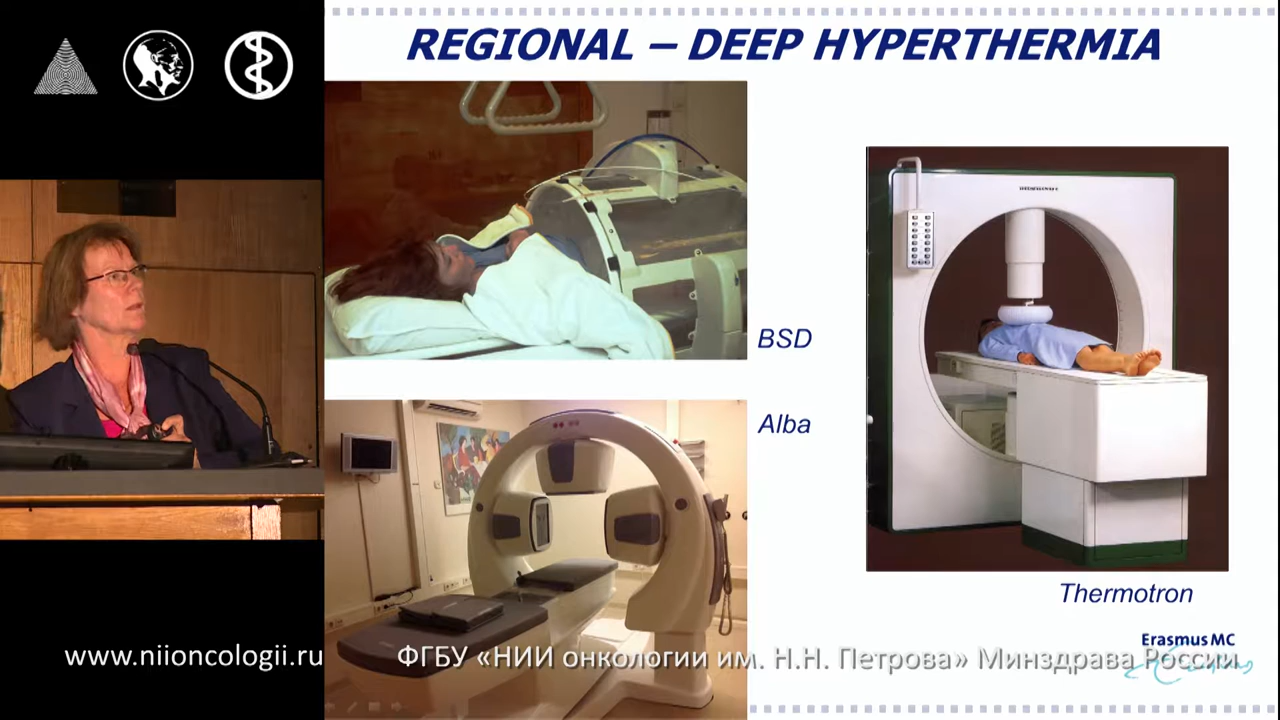 REGIONAL – DEEP HYPERTHERMIA
BSD
Alba
Thermotron
Erasmus MC
www.niioncologii.ru
ФГБУ «НИИ онкологии им. Н.Н. Петрова» Минздрава России